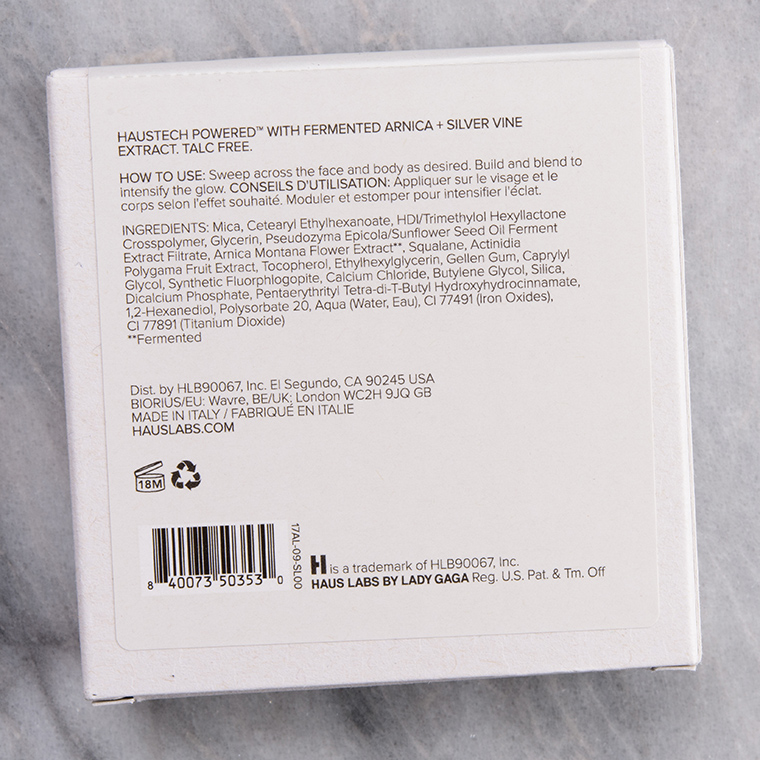 HAUSTECH POWERED™ WITH FERMENTED ARNICA + SILVER VINE
EXTRACT. TALC FREE.
HOW TO USE: Sweep across the face and body as desired. Build and blend to
intensify the glow. CONSEILS D'UTILISATION: Appliquer sur le visage et le
corps selon l'effet souhaité. Moduler et estomper pour intensifier l'éclat.
INGREDIENTS: Mica, Cetearyl Ethylhexanoate, HDI/Trimethylol Hexyllactone
Crosspolymer, Glycerin, Pseudozyma Epicola/Sunflower Seed Oil Ferment
Extract Filtrate, Arnica Montana Flower Extract**, Squalane, Actinidia
Polygama Fruit Extract, Tocopherol, Ethylhexylglycerin, Gellen Gum, Caprylyl
Glycol, Synthetic Fluorphlogopite, Calcium Chloride, Butylene Glycol, Silica,
Dicalcium Phosphate, Pentaerythrityl Tetra-di-T-Butyl Hydroxyhydrocinnamate,
1,2-Hexanediol, Polysorbate 20, Aqua (Water, Eau), CI 77491 (Iron Oxides),
CI 77891 (Titanium Dioxide)
**Fermented
Dist. by HLB90067, Inc. El Segundo, CA 90245 USA
BIORIUS/EU: Wavre, BE/UK: London WC2H 9JQ GB
MADE IN ITALY / FABRIQUÉ EN ITALIE
HAUSLABS.COM
18M
17AL-09-SL00
8 40073 50353 0
H is a trademark of HLB90067, Inc.
HAUS LABS BY LADY GAGA Reg. U.S. Pat. & Tm. Off